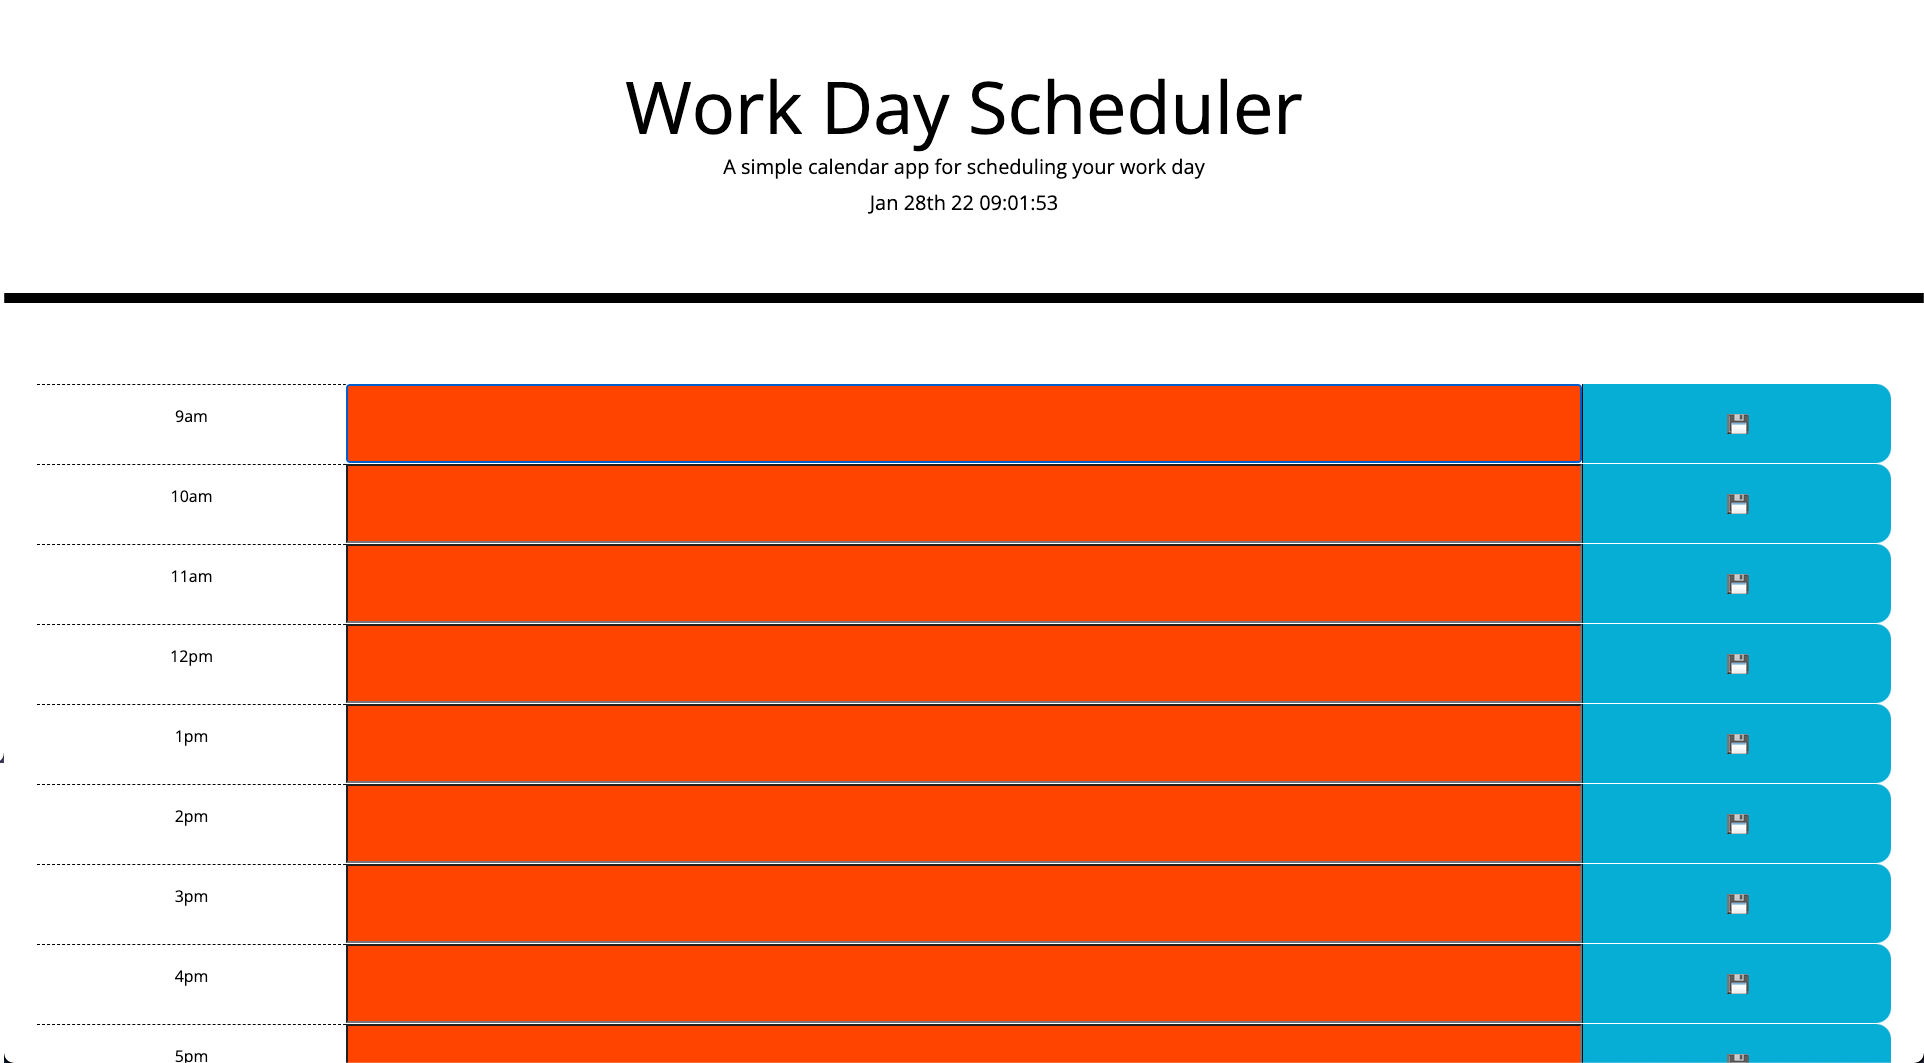 Work Day Scheduler
A simple calendar app for scheduling your work day
Jan 28th 22 09:01:53
9am
10am
11am
12pm
1pm
2pm
3pm
4pm
5pm